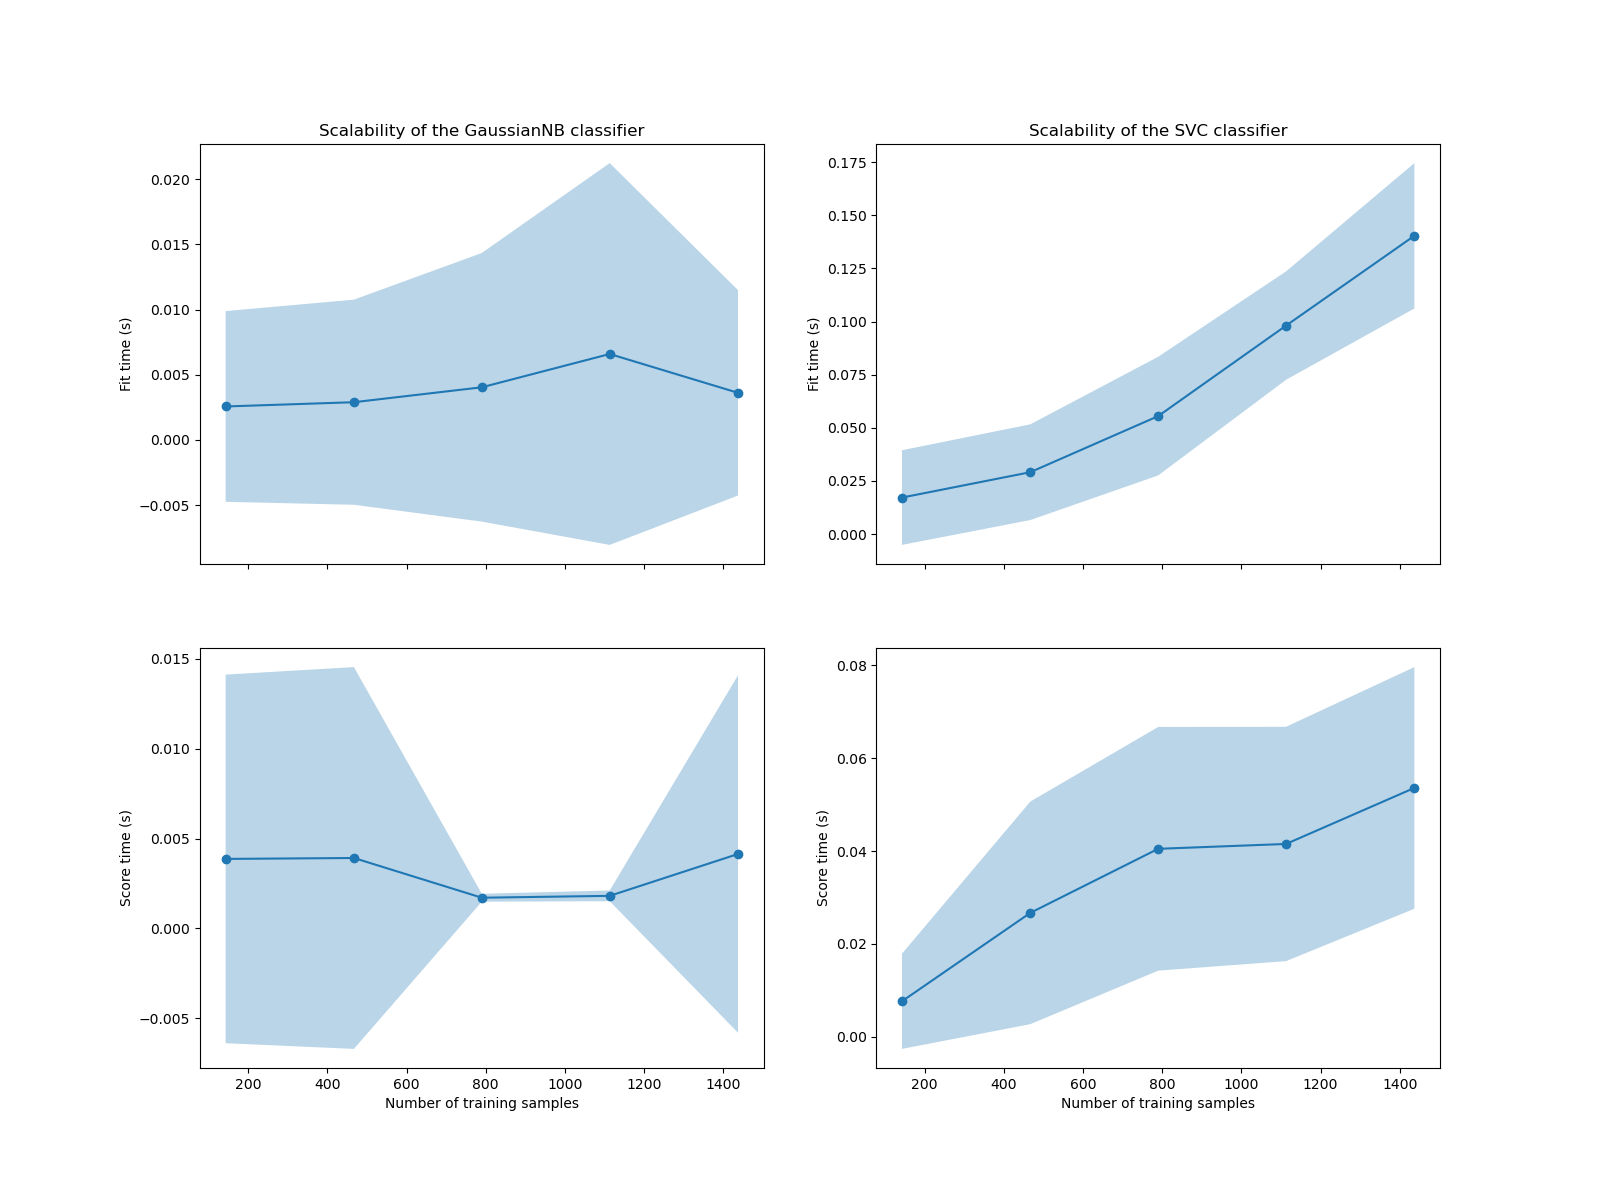 Scalability of the GaussianNB classifier
Scalability of the SVC classifier
0.020
0.015
0.010
0.005
0.000
−0.005
Fit time (s)
0.175
0.150
0.125
0.100
0.075
0.050
0.025
0.000
Fit time (s)
0.015
0.010
0.005
0.000
−0.005
Score time (s)
200 400 600 800 1000 1200 1400
Number of training samples
0.08
0.06
0.04
0.02
0.00
Score time (s)
200 400 600 800 1000 1200 1400
Number of training samples